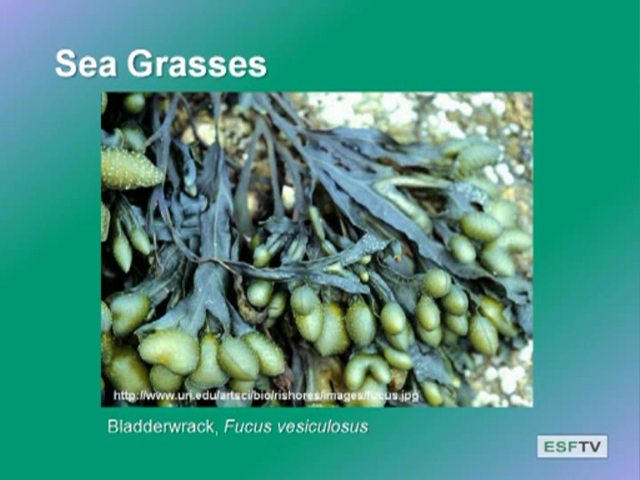 Sea Grasses
http://www.uri.edu/artsci/bio/rishores/images/fucus.jpg
Bladderwrack, Fucus vesiculosus
ESFTV